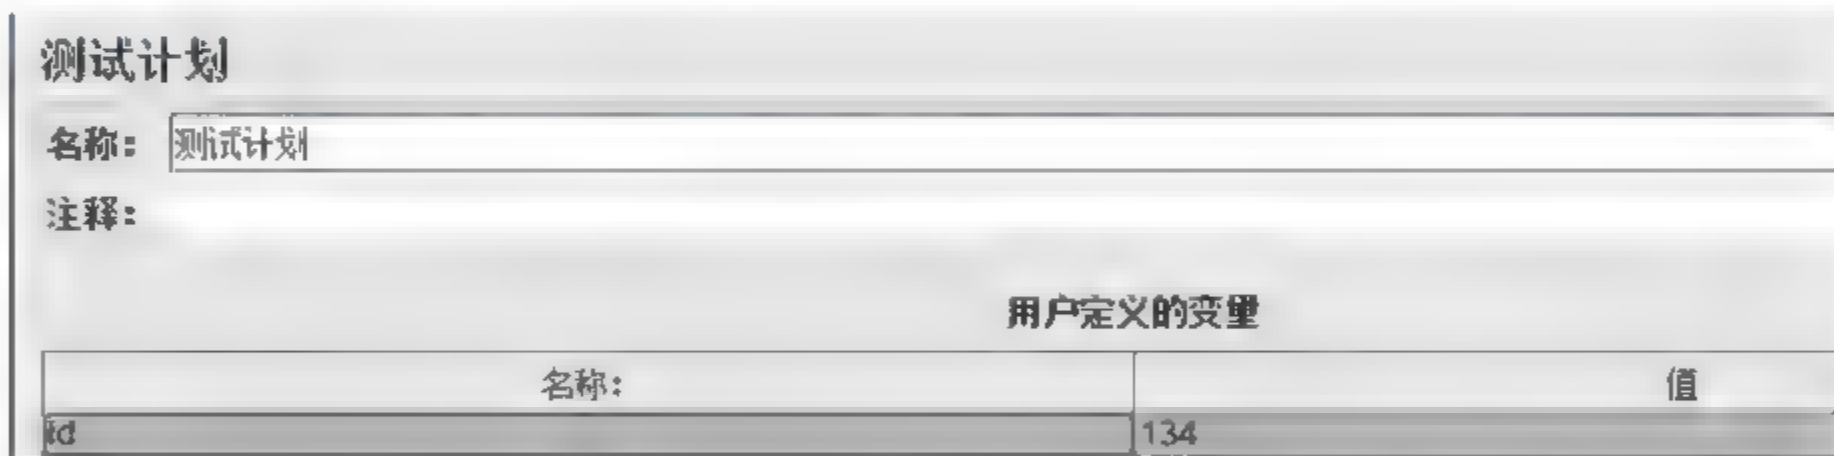 测试计划
名称： 测试计划
注释：
用户定义的变量
名称： 值
id 134